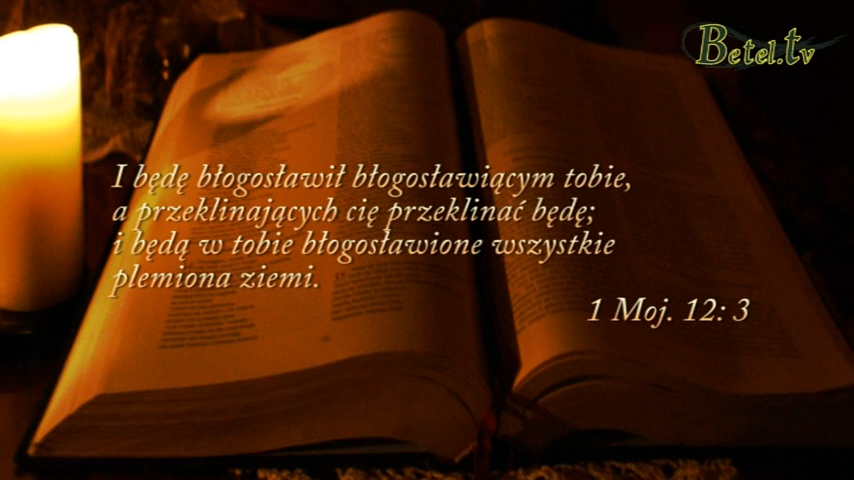 Betel.tv
I będę błogosławił błogosławiącym tobie,
a przeklinających cię przeklinać będę;
i będą w tobie błogosławione wszystkie
plemiona ziemi.
1 Moj. 12: 3